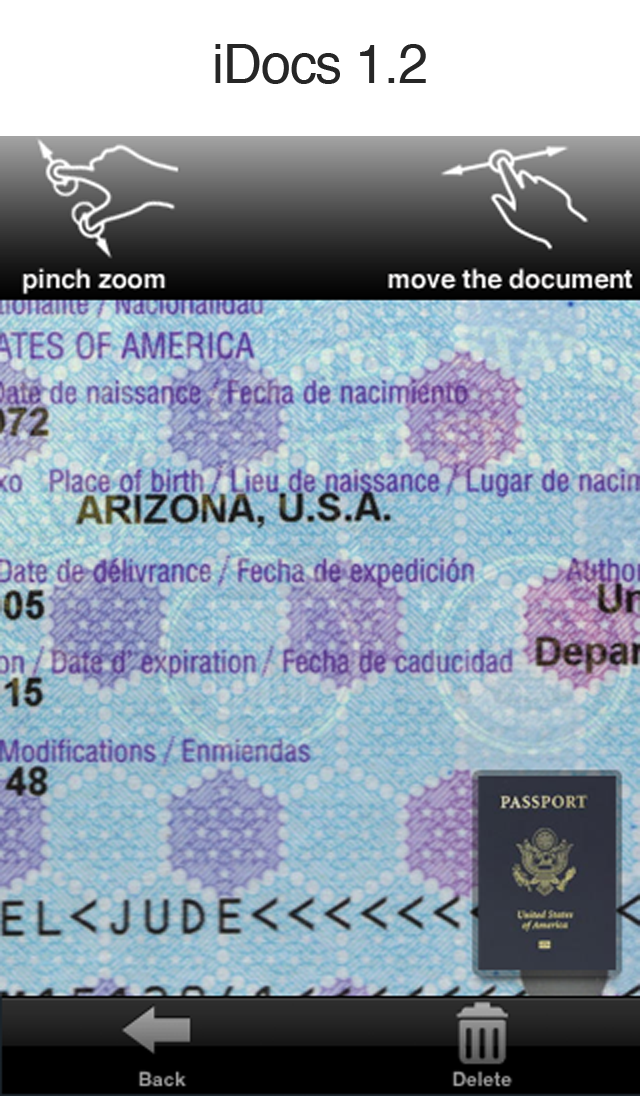 iDocs 1.2
pinch zoom
move the document
tionalité / Nacionalidad
ATES OF AMERICA
Date de naissance / Fecha de nacimiento
072
xo Place of birth / Lieu de naissance / Lugar de nacim
ARIZONA, U.S.A.
Date de délivrance / Fecha de expedición
Author
05
Un
on / Date d' expiration / Fecha de caducidad
Depar
15
Modifications / Enmiendas
48
PASSPORT
United States
of America
EL<JUDE<<<<<<<
<
Back
Delete